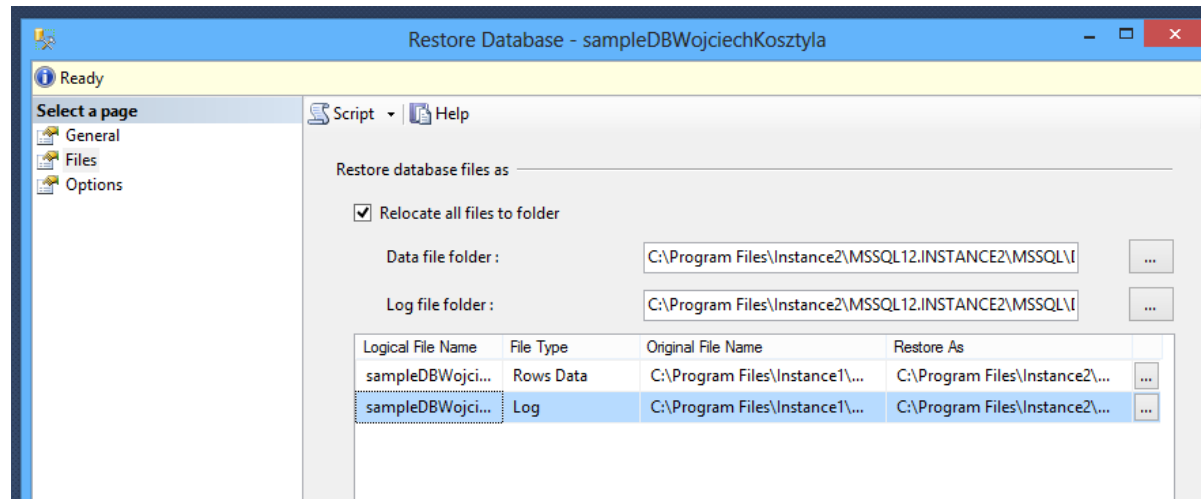 Restore Database - sampleDBWojciechKosztyla
Ready
Select a page
General
Files
Options
Script
Help
Restore database files as
Relocate all files to folder
Data file folder : C:\Program Files\Instance2\MSSQL12.INSTANCE2\MSSQL\
Log file folder : C:\Program Files\Instance2\MSSQL12.INSTANCE2\MSSQL\
Logical File Name File Type Original File Name Restore As
sampleDBWojci... Rows Data C:\Program Files\Instance1\... C:\Program Files\Instance2\... ...
sampleDBWojci... Log C:\Program Files\Instance1\... C:\Program Files\Instance2\... ...